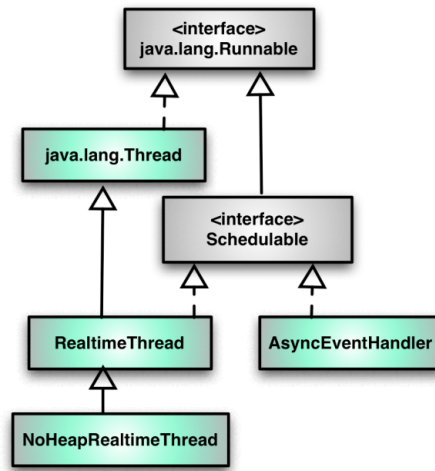 <interface>
java.lang.Runnable
java.lang.Thread
<interface>
Schedulable
RealtimeThread
AsyncEventHandler
NoHeapRealtimeThread